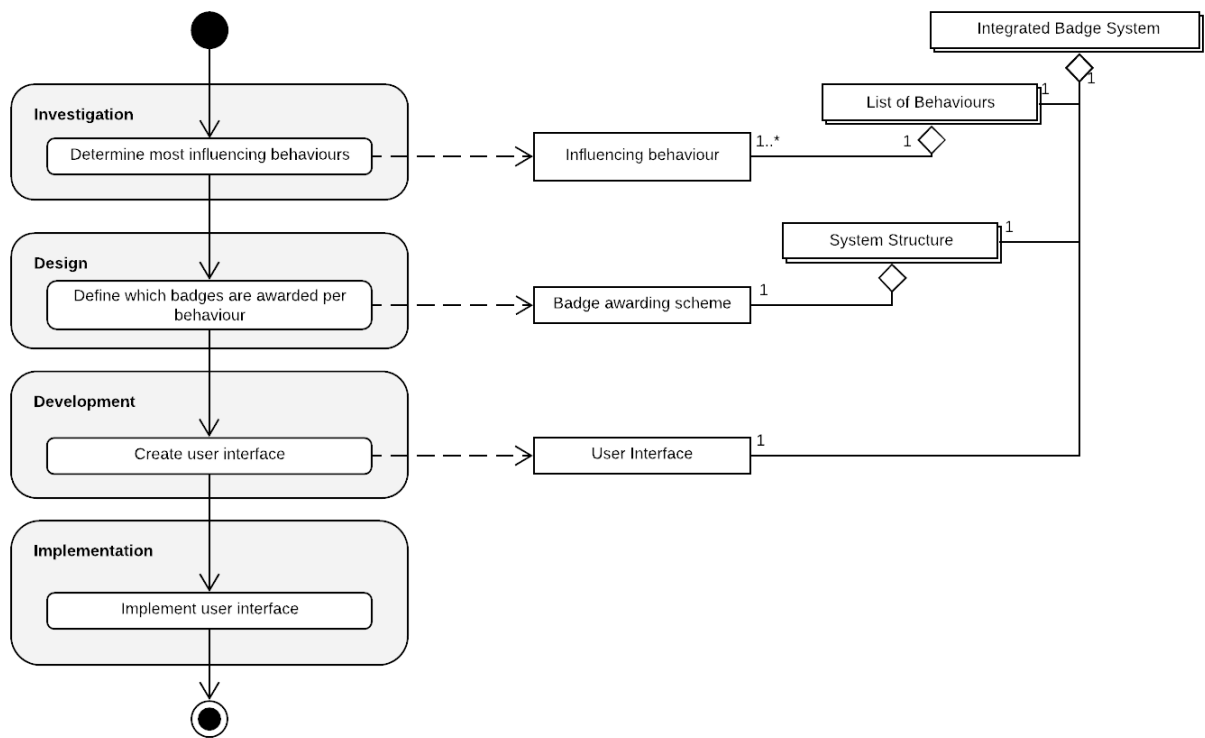 Integrated Badge System
1
List of Behaviours
1
Investigation
Determine most influencing behaviours
Influencing behaviour
1..*
1
System Structure
1
Design
Define which badges are awarded per
behaviour
Badge awarding scheme
1
Development
Create user interface
User Interface
1
Implementation
Implement user interface